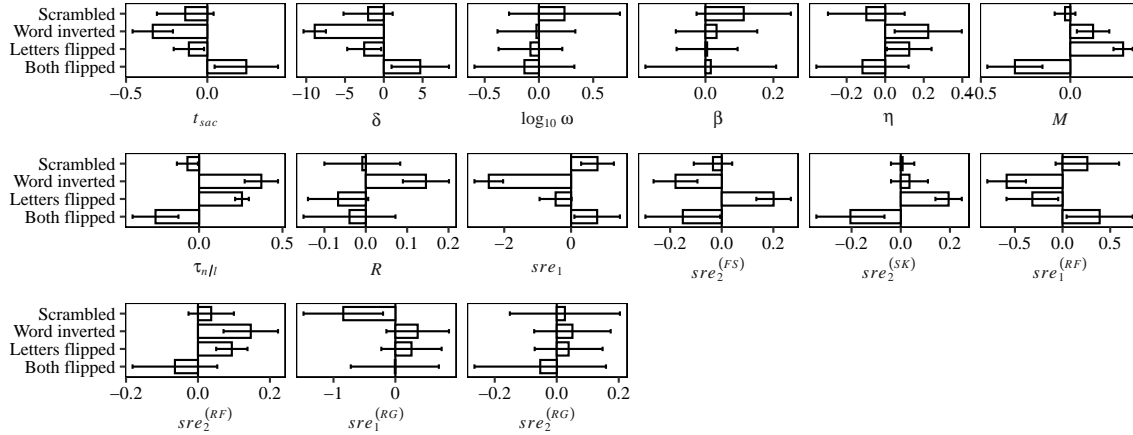 Scrambled
Word inverted
Letters flipped
Both flipped
−0.5 0.0
t_sac
−10 −5 0 5
δ
−0.5 0.0 0.5
log₁₀ ω
0.0 0.2
β
−0.2 0.0 0.2 0.4
η
0.0
M
Scrambled
Word inverted
Letters flipped
Both flipped
0.0 0.5
τ_n/l
−0.1 0.0 0.1 0.2
R
−2 0
sre₁
−0.2 0.0 0.2
sre₂^(FS)
−0.2 0.0 0.2
sre₂^(SK)
−0.5 0.0 0.5
sre₁^(RF)
Scrambled
Word inverted
Letters flipped
Both flipped
−0.2 0.0 0.2
sre₂^(RF)
−1 0
sre₁^(RG)
−0.2 0.0 0.2
sre₂^(RG)